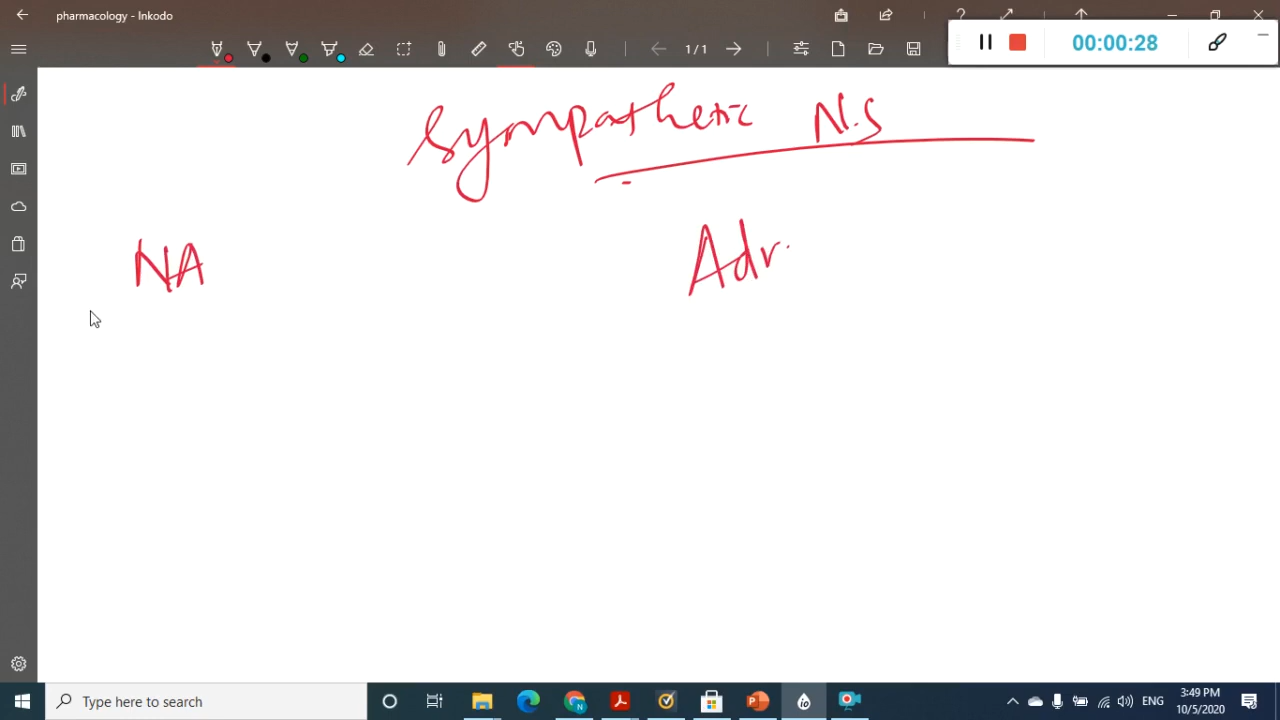 pharmacology - Inkodo
1/1
00:00:28
Sympathetic N.S
NA Adr.
Type here to search
ENG
3:49 PM
10/5/2020